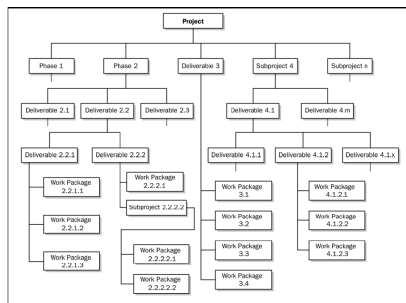 Project
Phase 1
Phase 2
Deliverable 3
Subproject 4
Subproject n
Deliverable 2.1
Deliverable 2.2
Deliverable 2.3
Deliverable 4.1
Deliverable 4.m
Deliverable 2.2.1
Deliverable 2.2.2
Deliverable 4.1.1
Deliverable 4.1.2
Deliverable 4.1.x
Work Package
2.2.1.1
Work Package
2.2.1.2
Work Package
2.2.1.3
Work Package
2.2.2.1
Subproject 2.2.2.2
Work Package
2.2.2.2.1
Work Package
2.2.2.2.2
Work Package
3.1
Work Package
3.2
Work Package
3.3
Work Package
3.4
Work Package
4.1.2.1
Work Package
4.1.2.2
Work Package
4.1.2.3